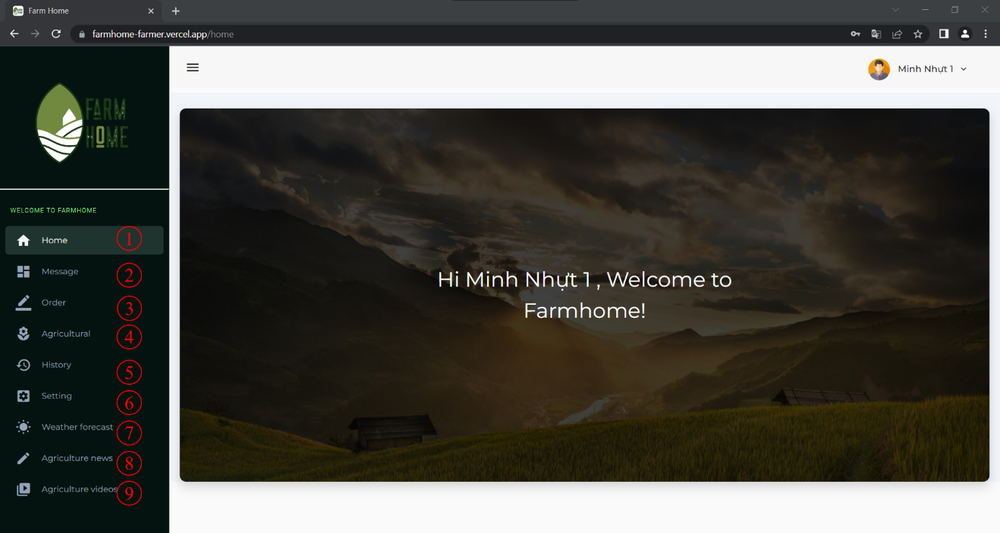 Farm Home
farmhome-farmer.vercel.app/home
FARM
HOME
Minh Nhựt 1
WELCOME TO FARMHOME
Home 1
Message 2
Order 3
Agricultural 4
History 5
Setting 6
Weather forecast 7
Agriculture news 8
Agriculture videos 9
Hi Minh Nhựt 1 , Welcome to
Farmhome!